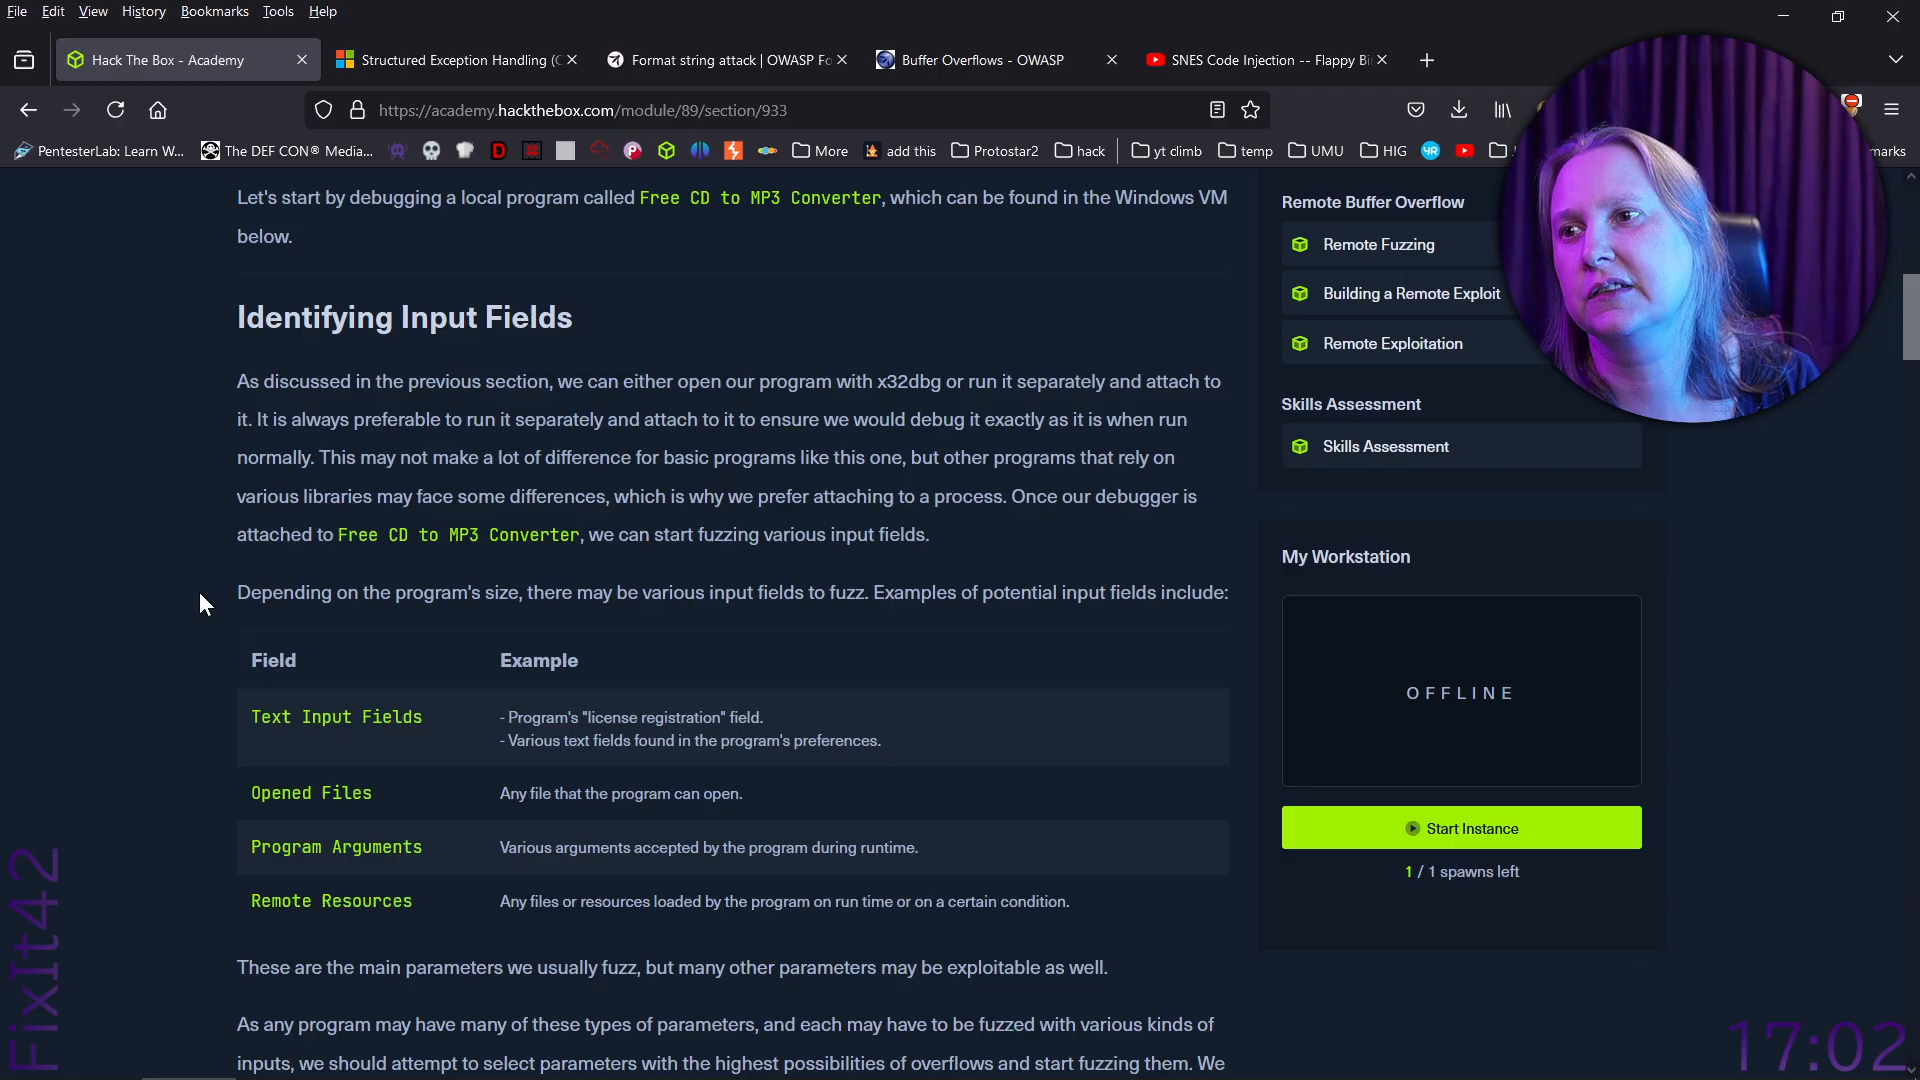 File Edit View History Bookmarks Tools Help
Hack The Box - Academy
Structured Exception Handling (C
Format string attack | OWASP Fo
Buffer Overflows - OWASP
SNES Code Injection -- Flappy Bi
https://academy.hackthebox.com/module/89/section/933
PentesterLab: Learn W...
The DEF CON® Media...
More
add this
Protostar2
hack
yt climb
temp
UMU
HIG
marks
Let's start by debugging a local program called Free CD to MP3 Converter, which can be found in the Windows VM
below.
Identifying Input Fields
As discussed in the previous section, we can either open our program with x32dbg or run it separately and attach to
it. It is always preferable to run it separately and attach to it to ensure we would debug it exactly as it is when run
normally. This may not make a lot of difference for basic programs like this one, but other programs that rely on
various libraries may face some differences, which is why we prefer attaching to a process. Once our debugger is
attached to Free CD to MP3 Converter, we can start fuzzing various input fields.
Depending on the program's size, there may be various input fields to fuzz. Examples of potential input fields include:
Field Example
Text Input Fields - Program's "license registration" field.
- Various text fields found in the program's preferences.
Opened Files Any file that the program can open.
Program Arguments Various arguments accepted by the program during runtime.
Remote Resources Any files or resources loaded by the program on run time or on a certain condition.
These are the main parameters we usually fuzz, but many other parameters may be exploitable as well.
As any program may have many of these types of parameters, and each may have to be fuzzed with various kinds of
inputs, we should attempt to select parameters with the highest possibilities of overflows and start fuzzing them. We
Remote Buffer Overflow
Remote Fuzzing
Building a Remote Exploit
Remote Exploitation
Skills Assessment
Skills Assessment
My Workstation
OFFLINE
Start Instance
1 / 1 spawns left
FixIt42
17:02